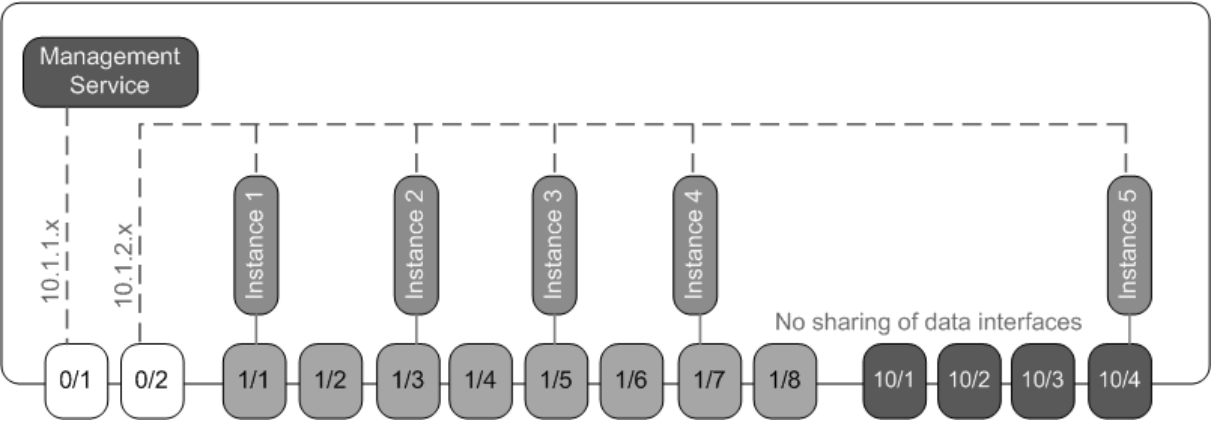 Management
Service
10.1.1.x
10.1.2.x
Instance 1
Instance 2
Instance 3
Instance 4
Instance 5
No sharing of data interfaces
0/1
0/2
1/1
1/2
1/3
1/4
1/5
1/6
1/7
1/8
10/1
10/2
10/3
10/4